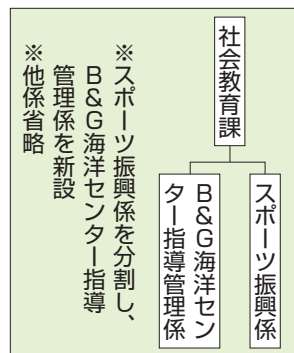 社会教育課
スポーツ振興係
B&G海洋セン
ター指導管理係
※スポーツ振興係を分割し、
B&G海洋センター指導
管理係を新設
※他係省略